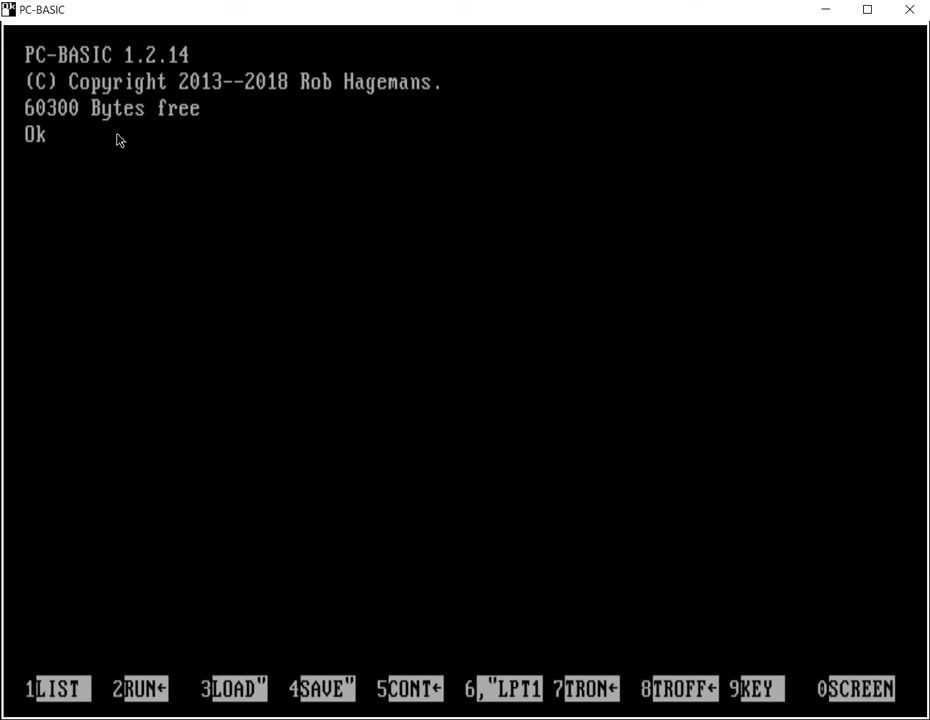 PC-BASIC
PC-BASIC 1.2.14
(C) Copyright 2013--2018 Rob Hagemans.
60300 Bytes free
Ok
1LIST 2RUN← 3LOAD" 4SAVE" 5CONT← 6,"LPT1 7TRON← 8TROFF← 9KEY 0SCREEN